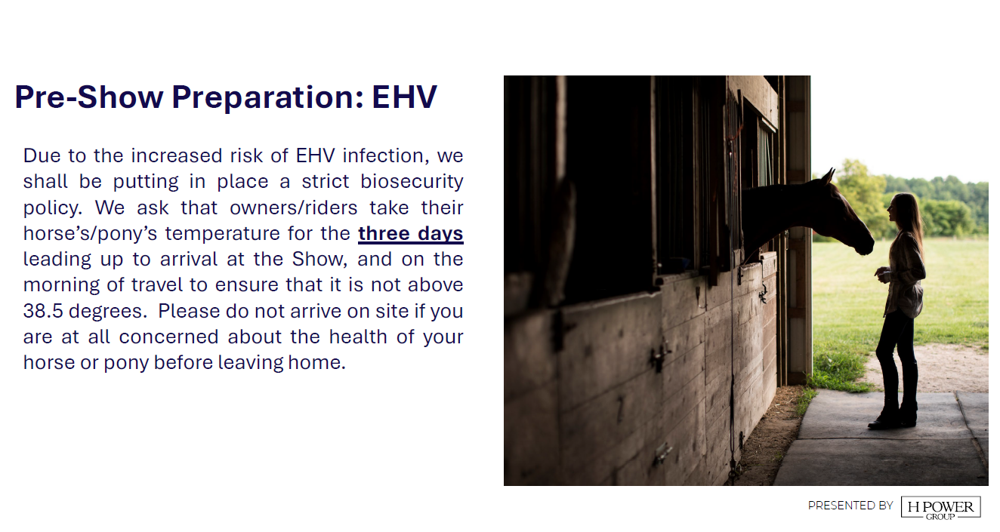 Pre-Show Preparation: EHV
Due to the increased risk of EHV infection, we
shall be putting in place a strict biosecurity
policy. We ask that owners/riders take their
horse’s/pony’s temperature for the three days
leading up to arrival at the Show, and on the
morning of travel to ensure that it is not above
38.5 degrees.  Please do not arrive on site if you
are at all concerned about the health of your
horse or pony before leaving home.
PRESENTED BY
H POWER
GROUP